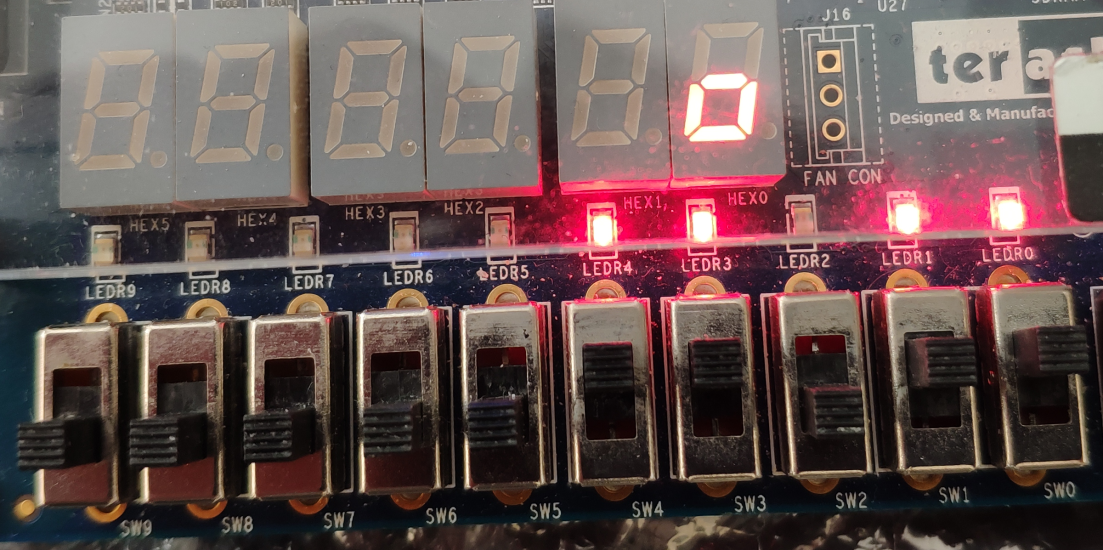 J16
U27
tera
Designed & Manufac
FAN CON
HEX5
HEX4
HEX3
HEX2
HEX1
HEX0
LEDR9
LEDR8
LEDR7
LEDR6
LEDR5
LEDR4
LEDR3
LEDR2
LEDR1
LEDR0
SW9
SW8
SW7
SW6
SW5
SW4
SW3
SW2
SW1
SW0